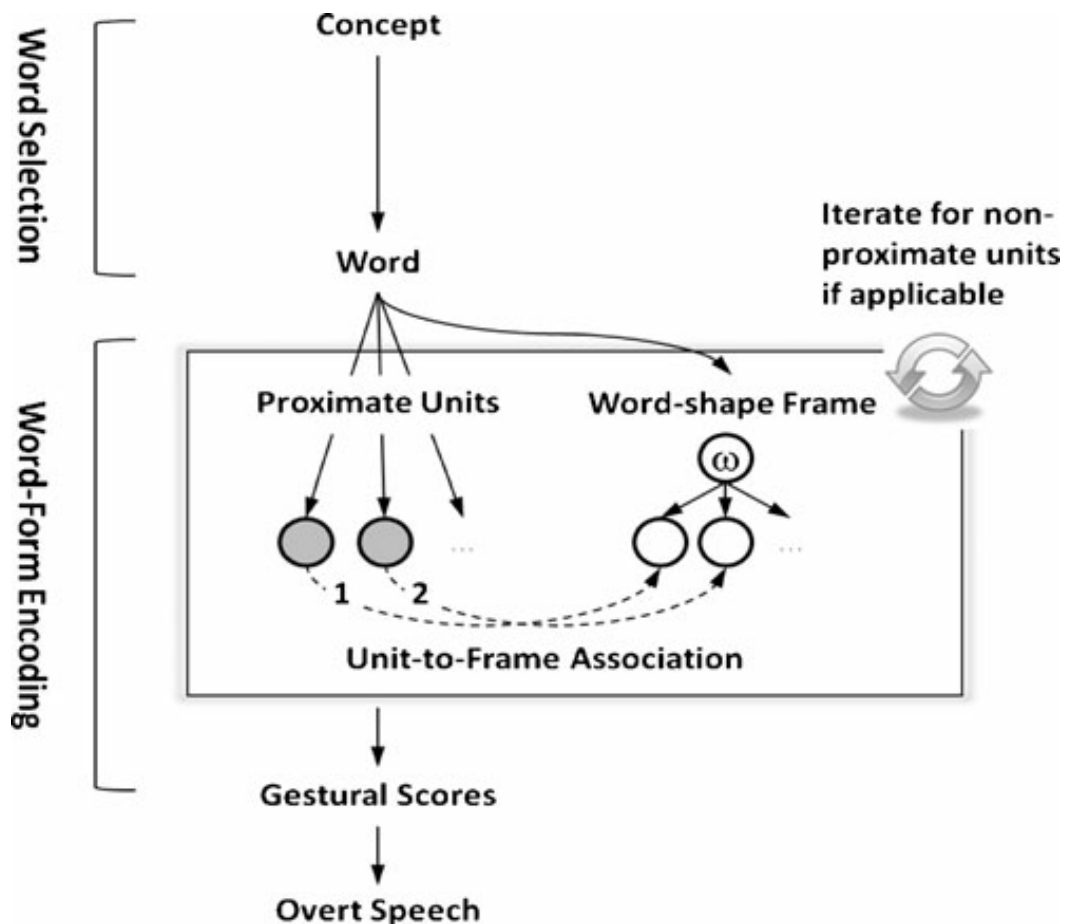 Concept
Word Selection
Iterate for non-
proximate units
if applicable
Word
Word-Form Encoding
Proximate Units
Word-shape Frame
ω
...
...
1
2
Unit-to-Frame Association
Gestural Scores
Overt Speech